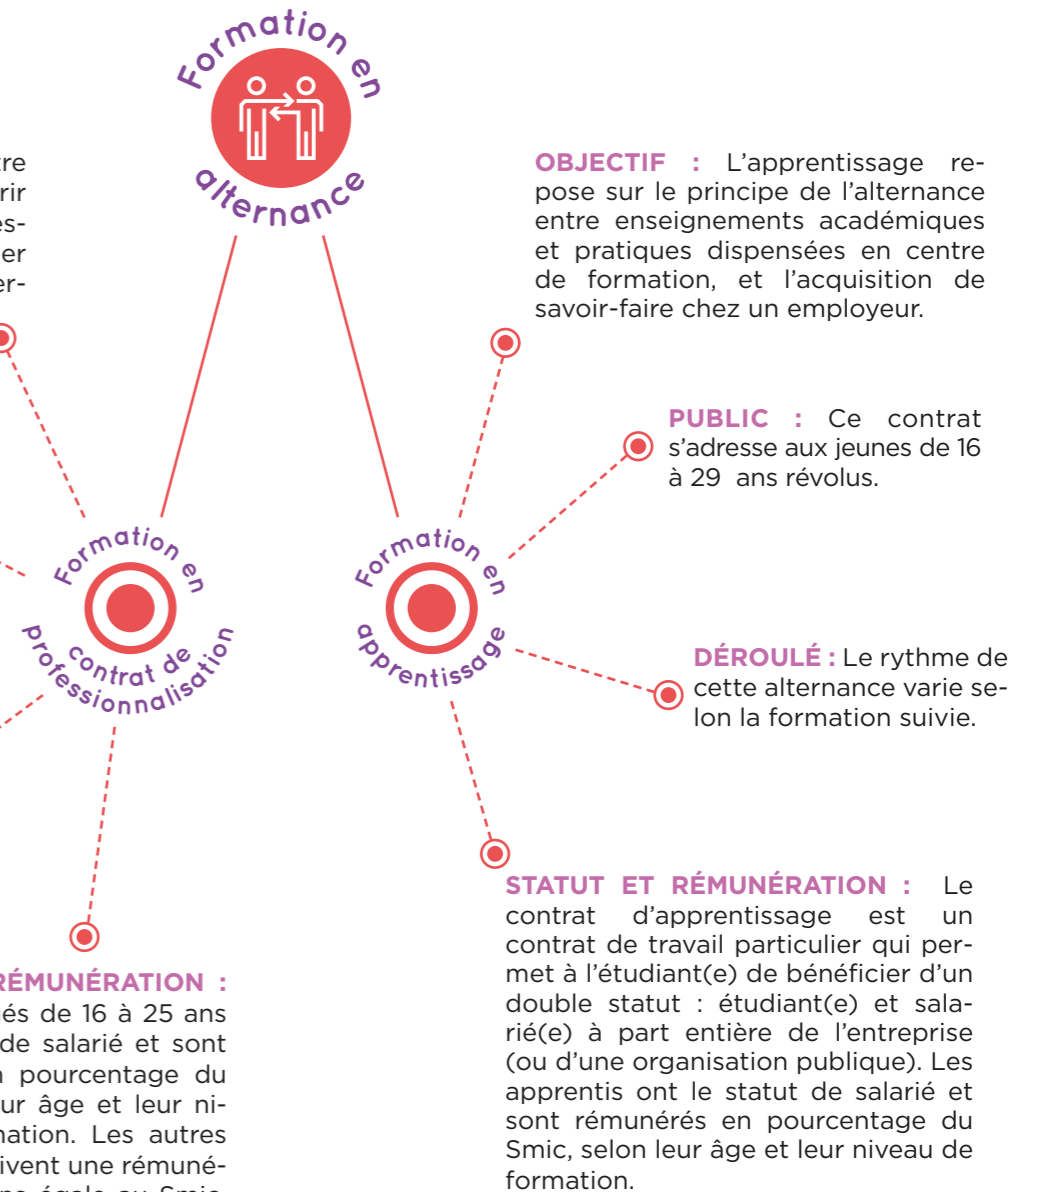 Formation en
alternance
OBJECTIF : L’apprentissage re-
pose sur le principe de l’alternance
entre enseignements académiques
et pratiques dispensées en centre
de formation, et l’acquisition de
savoir-faire chez un employeur.
PUBLIC : Ce contrat
s’adresse aux jeunes de 16
à 29 ans révolus.
Formation en
contrat de
professionnalisation
Formation en
apprentissage
DÉROULÉ : Le rythme de
cette alternance varie se-
lon la formation suivie.
STATUT ET RÉMUNÉRATION : Le
contrat d’apprentissage est un
contrat de travail particulier qui per-
met à l’étudiant(e) de bénéficier d’un
double statut : étudiant(e) et sala-
rié(e) à part entière de l’entreprise
(ou d’une organisation publique). Les
apprentis ont le statut de salarié et
sont rémunérés en pourcentage du
Smic, selon leur âge et leur niveau de
formation.
RÉMUNÉRATION :
de 16 à 25 ans
de salarié et sont
pourcentage du
âge et leur ni-
Les autres
une rémuné-
égale au Smic